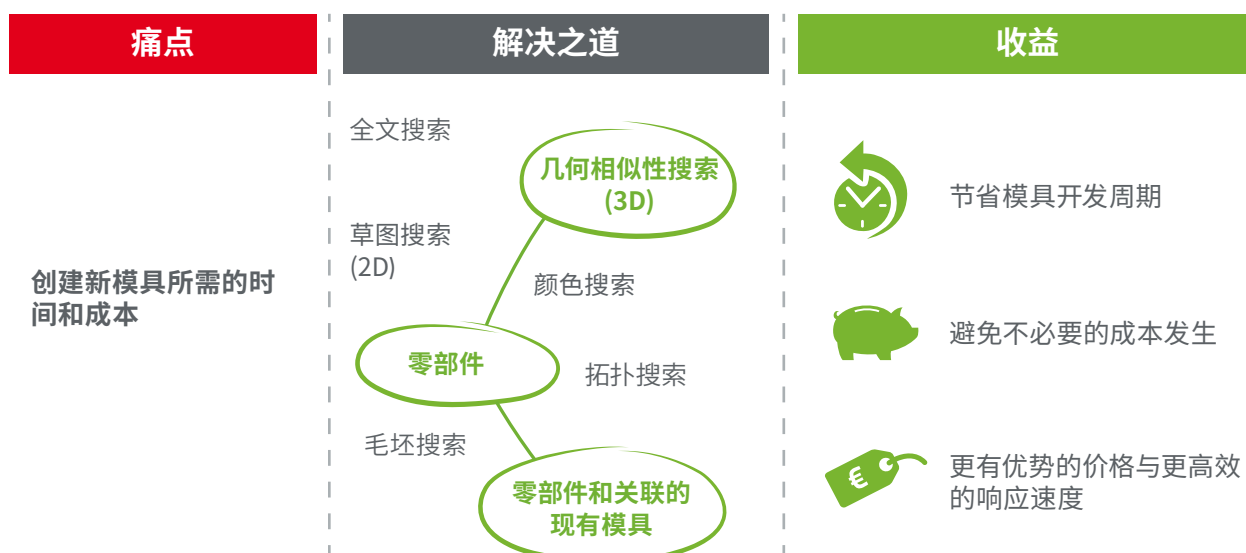 痛点
创建新模具所需的时
间和成本
解决之道
全文搜索
几何相似性搜索
(3D)
草图搜索
(2D)
颜色搜索
零部件
拓扑搜索
毛坯搜索
零部件和关联的
现有模具
收益
节省模具开发周期
避免不必要的成本发生
€
更有优势的价格与更高效
的响应速度